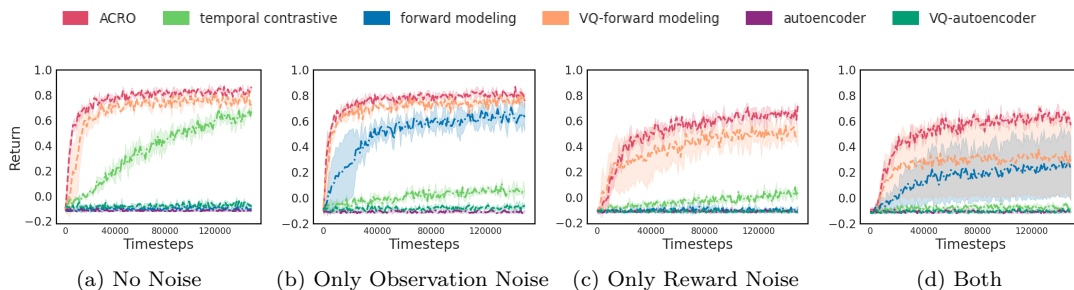 ACRO temporal contrastive forward modeling VQ-forward modeling autoencoder VQ-autoencoder
Return
1.0
0.8
0.6
0.4
0.2
0.0
−0.2
0 40000 80000 120000
Timesteps
(a) No Noise
1.0
0.8
0.6
0.4
0.2
0.0
−0.2
0 40000 80000 120000
Timesteps
(b) Only Observation Noise
1.0
0.8
0.6
0.4
0.2
0.0
−0.2
0 40000 80000 120000
Timesteps
(c) Only Reward Noise
1.0
0.8
0.6
0.4
0.2
0.0
−0.2
0 40000 80000 120000
Timesteps
(d) Both